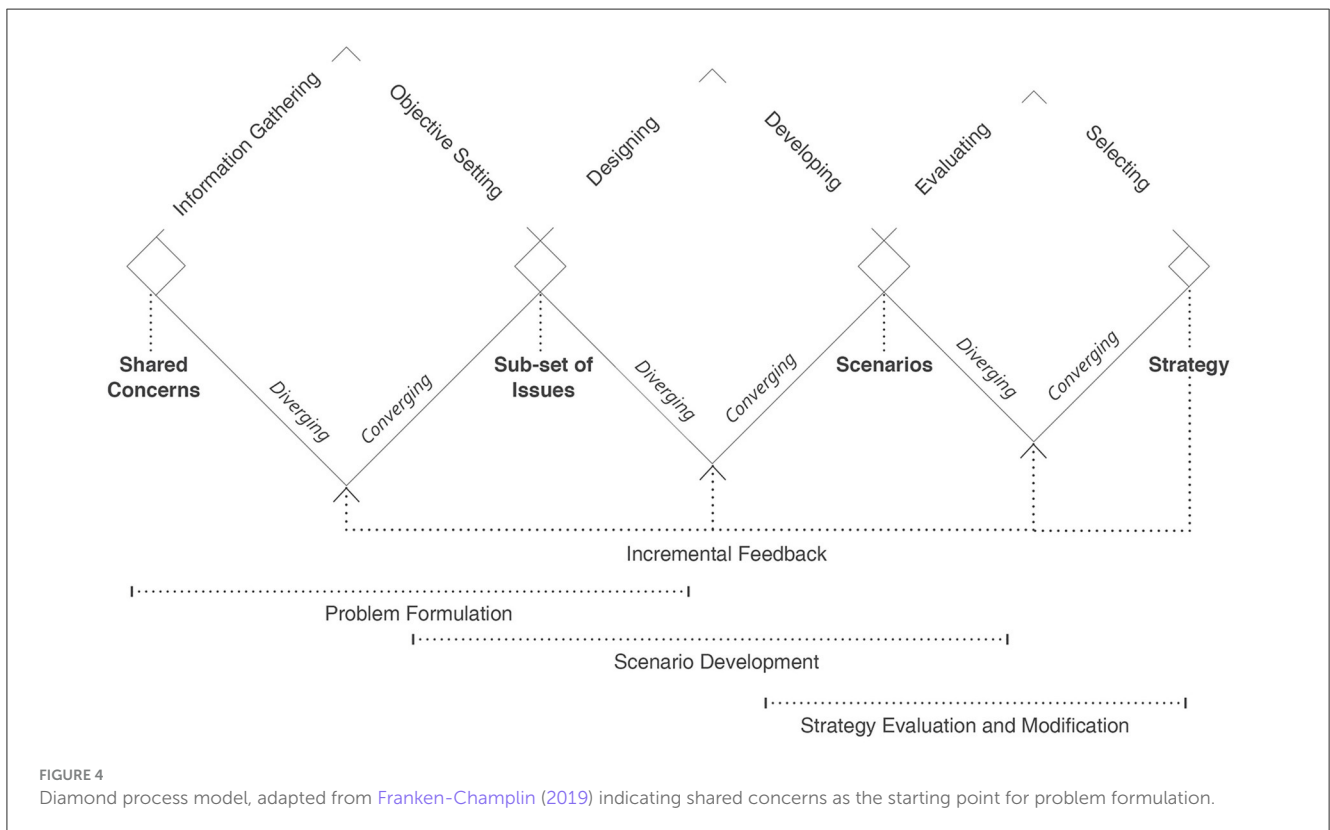 Information Gathering
Objective Setting
Designing
Developing
Evaluating
Selecting
Shared
Concerns
Sub-set of
Issues
Scenarios
Strategy
Diverging
Converging
Diverging
Converging
Diverging
Converging
Incremental Feedback
Problem Formulation
Scenario Development
Strategy Evaluation and Modification
FIGURE 4
Diamond process model, adapted from Franken-Champlin (2019) indicating shared concerns as the starting point for problem formulation.